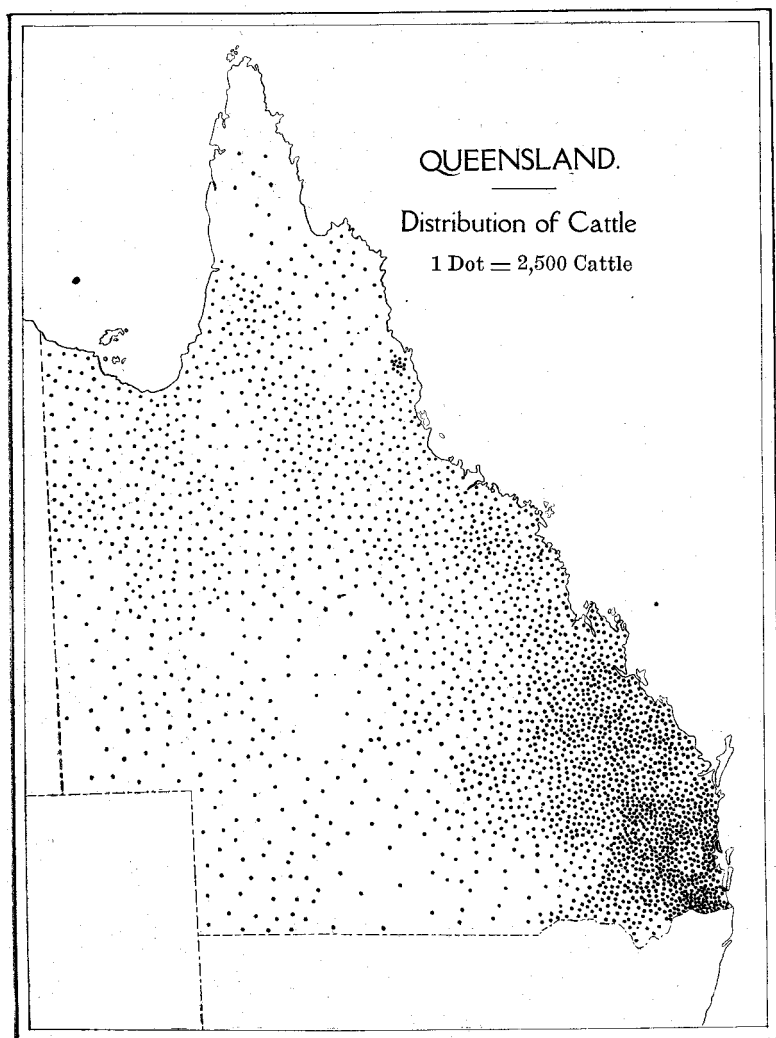 QUEENSLAND.
Distribution of Cattle
1 Dot = 2,500 Cattle